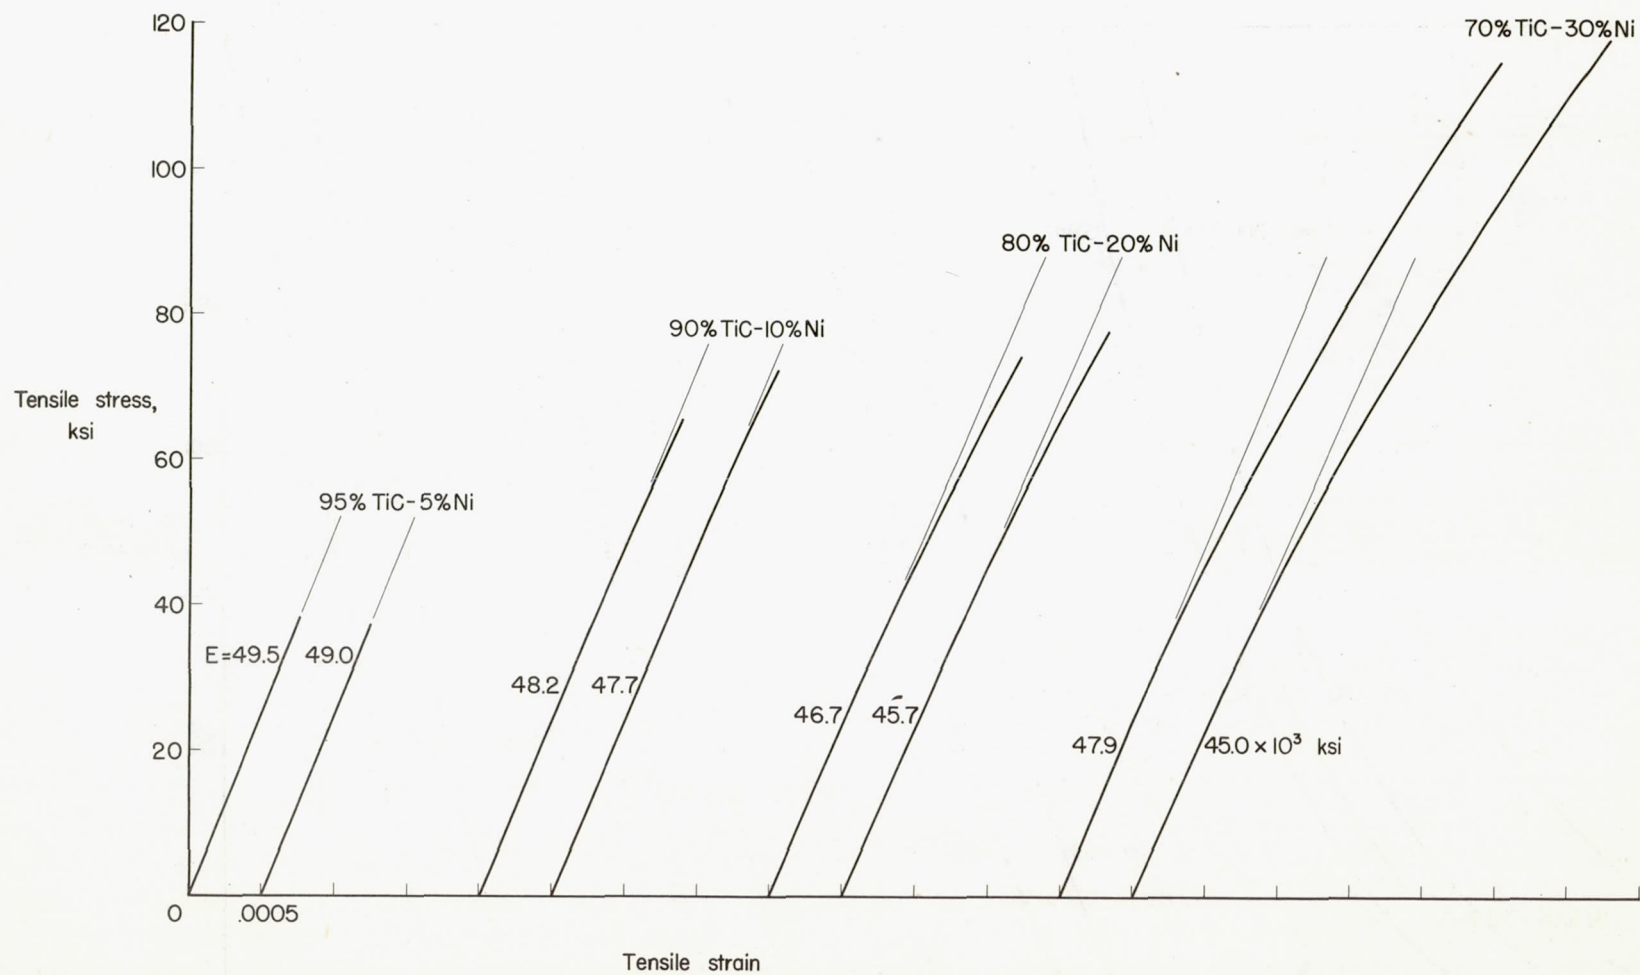 120
70% TiC-30% Ni
100
80% TiC-20% Ni
80
90% TiC-10% Ni
Tensile stress,
ksi
60
95% TiC-5% Ni
40
E=49.5
49.0
48.2
47.7
46.7
45.7
20
47.9
45.0 × 10³ ksi
0
.0005
Tensile strain